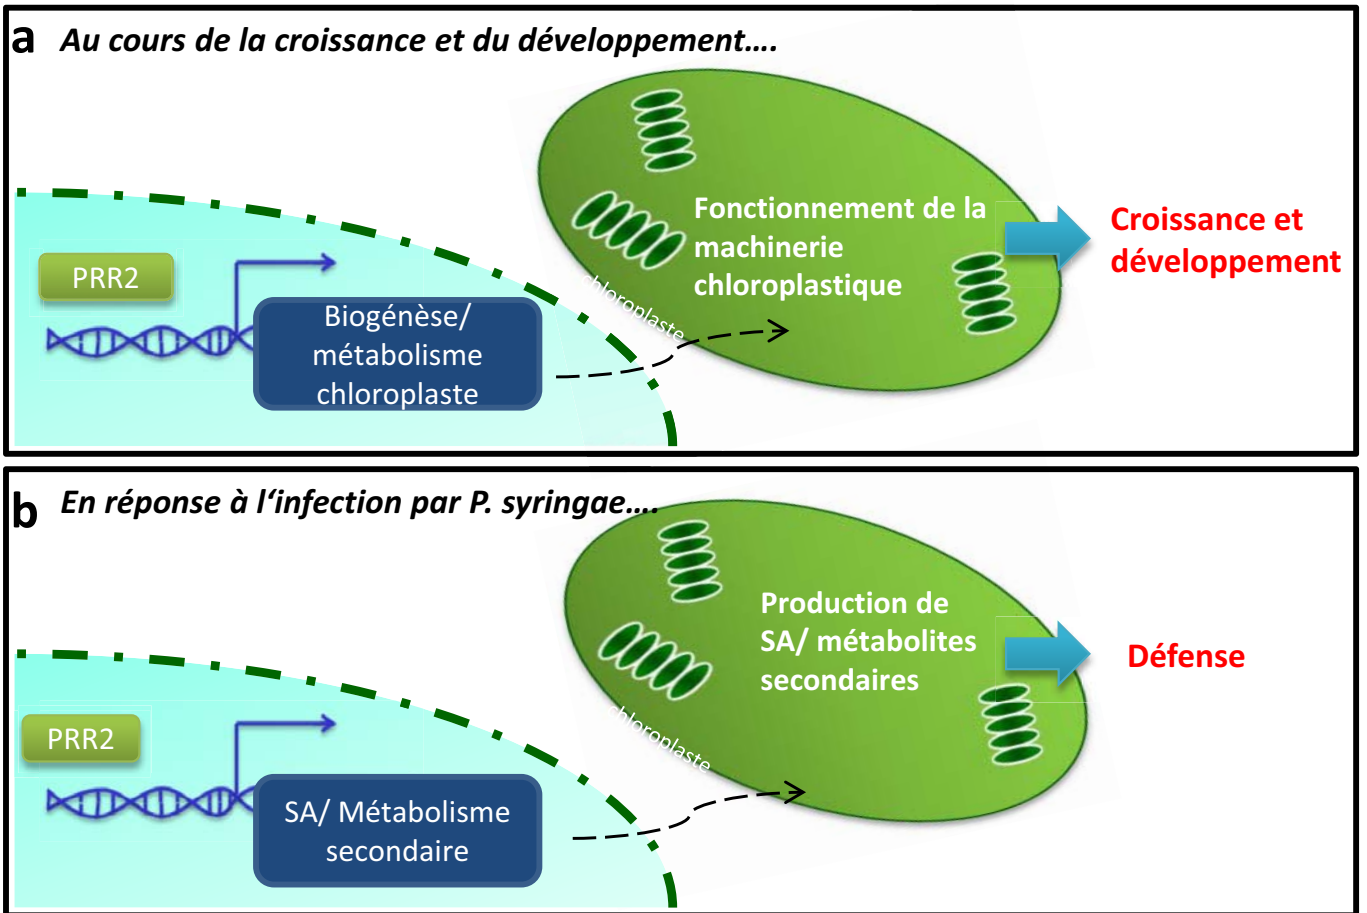 a Au cours de la croissance et du développement....
Fonctionnement de la
machinerie
chloroplastique
Croissance et
développement
PRR2
chloroplaste
Biogénèse/
métabolisme
chloroplaste
b En réponse à l‘infection par P. syringae....
Production de
SA/ métabolites
secondaires
Défense
PRR2
chloroplaste
SA/ Métabolisme
secondaire